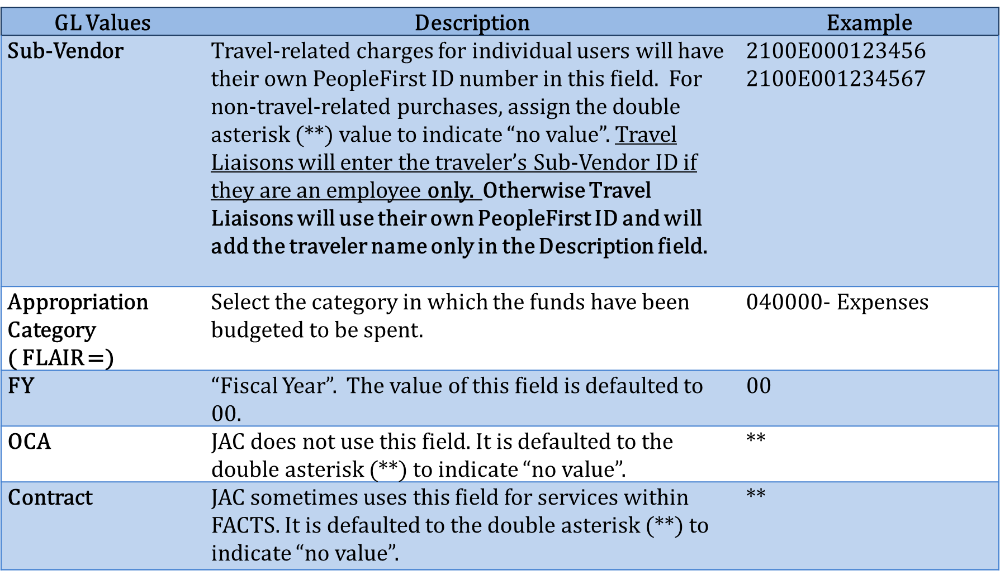 GL Values Description Example
Sub-Vendor Travel-related charges for individual users will have 2100E000123456
their own PeopleFirst ID number in this field.  For 2100E001234567
non-travel-related purchases, assign the double
asterisk (**) value to indicate “no value”. Travel
Liaisons will enter the traveler’s Sub-Vendor ID if
they are an employee only.  Otherwise Travel
Liaisons will use their own PeopleFirst ID and will
add the traveler name only in the Description field.
Appropriation Select the category in which the funds have been 040000- Expenses
Category budgeted to be spent.
( FLAIR =)
FY “Fiscal Year”.  The value of this field is defaulted to 00
00.
OCA JAC does not use this field. It is defaulted to the **
double asterisk (**) to indicate “no value”.
Contract JAC sometimes uses this field for services within **
FACTS. It is defaulted to the double asterisk (**) to
indicate “no value”.